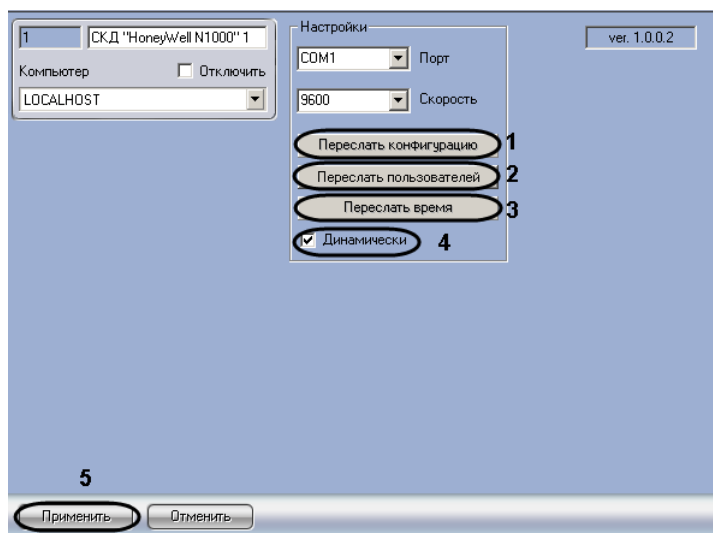 1 СКД "HoneyWell N1000" 1
Компьютер Отключить
LOCALHOST
Настройки
COM1 Порт
9600 Скорость
Переслать конфигурацию 1
Переслать пользователей 2
Переслать время 3
Динамически 4
ver. 1.0.0.2
5
Применить Отменить